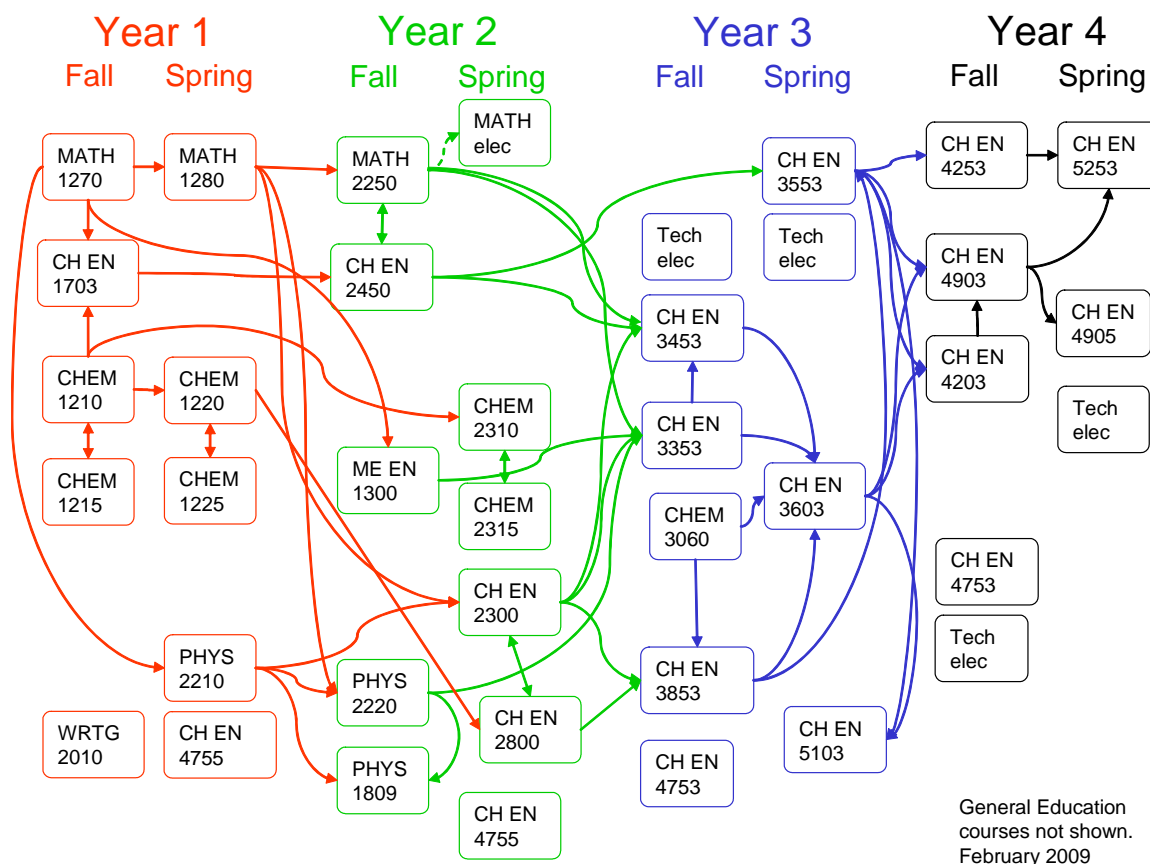 Year 1
Year 2
Year 3
Year 4
Fall
Spring
Fall
Spring
Fall
Spring
Fall
Spring
MATH
1270
MATH
1280
CH EN
1703
CHEM
1210
CHEM
1220
CHEM
1215
CHEM
1225
PHYS
2210
WRTG
2010
CH EN
4755
MATH
2250
MATH
elec
CH EN
2450
CHEM
2310
ME EN
1300
CHEM
2315
CH EN
2300
PHYS
2220
CH EN
2800
PHYS
1809
CH EN
4755
CH EN
3553
Tech
elec
Tech
elec
CH EN
3453
CH EN
3353
CH EN
3603
CHEM
3060
CH EN
3853
CH EN
5103
CH EN
4753
CH EN
4253
CH EN
5253
CH EN
4903
CH EN
4905
CH EN
4203
Tech
elec
CH EN
4753
Tech
elec
General Education
courses not shown.
February 2009